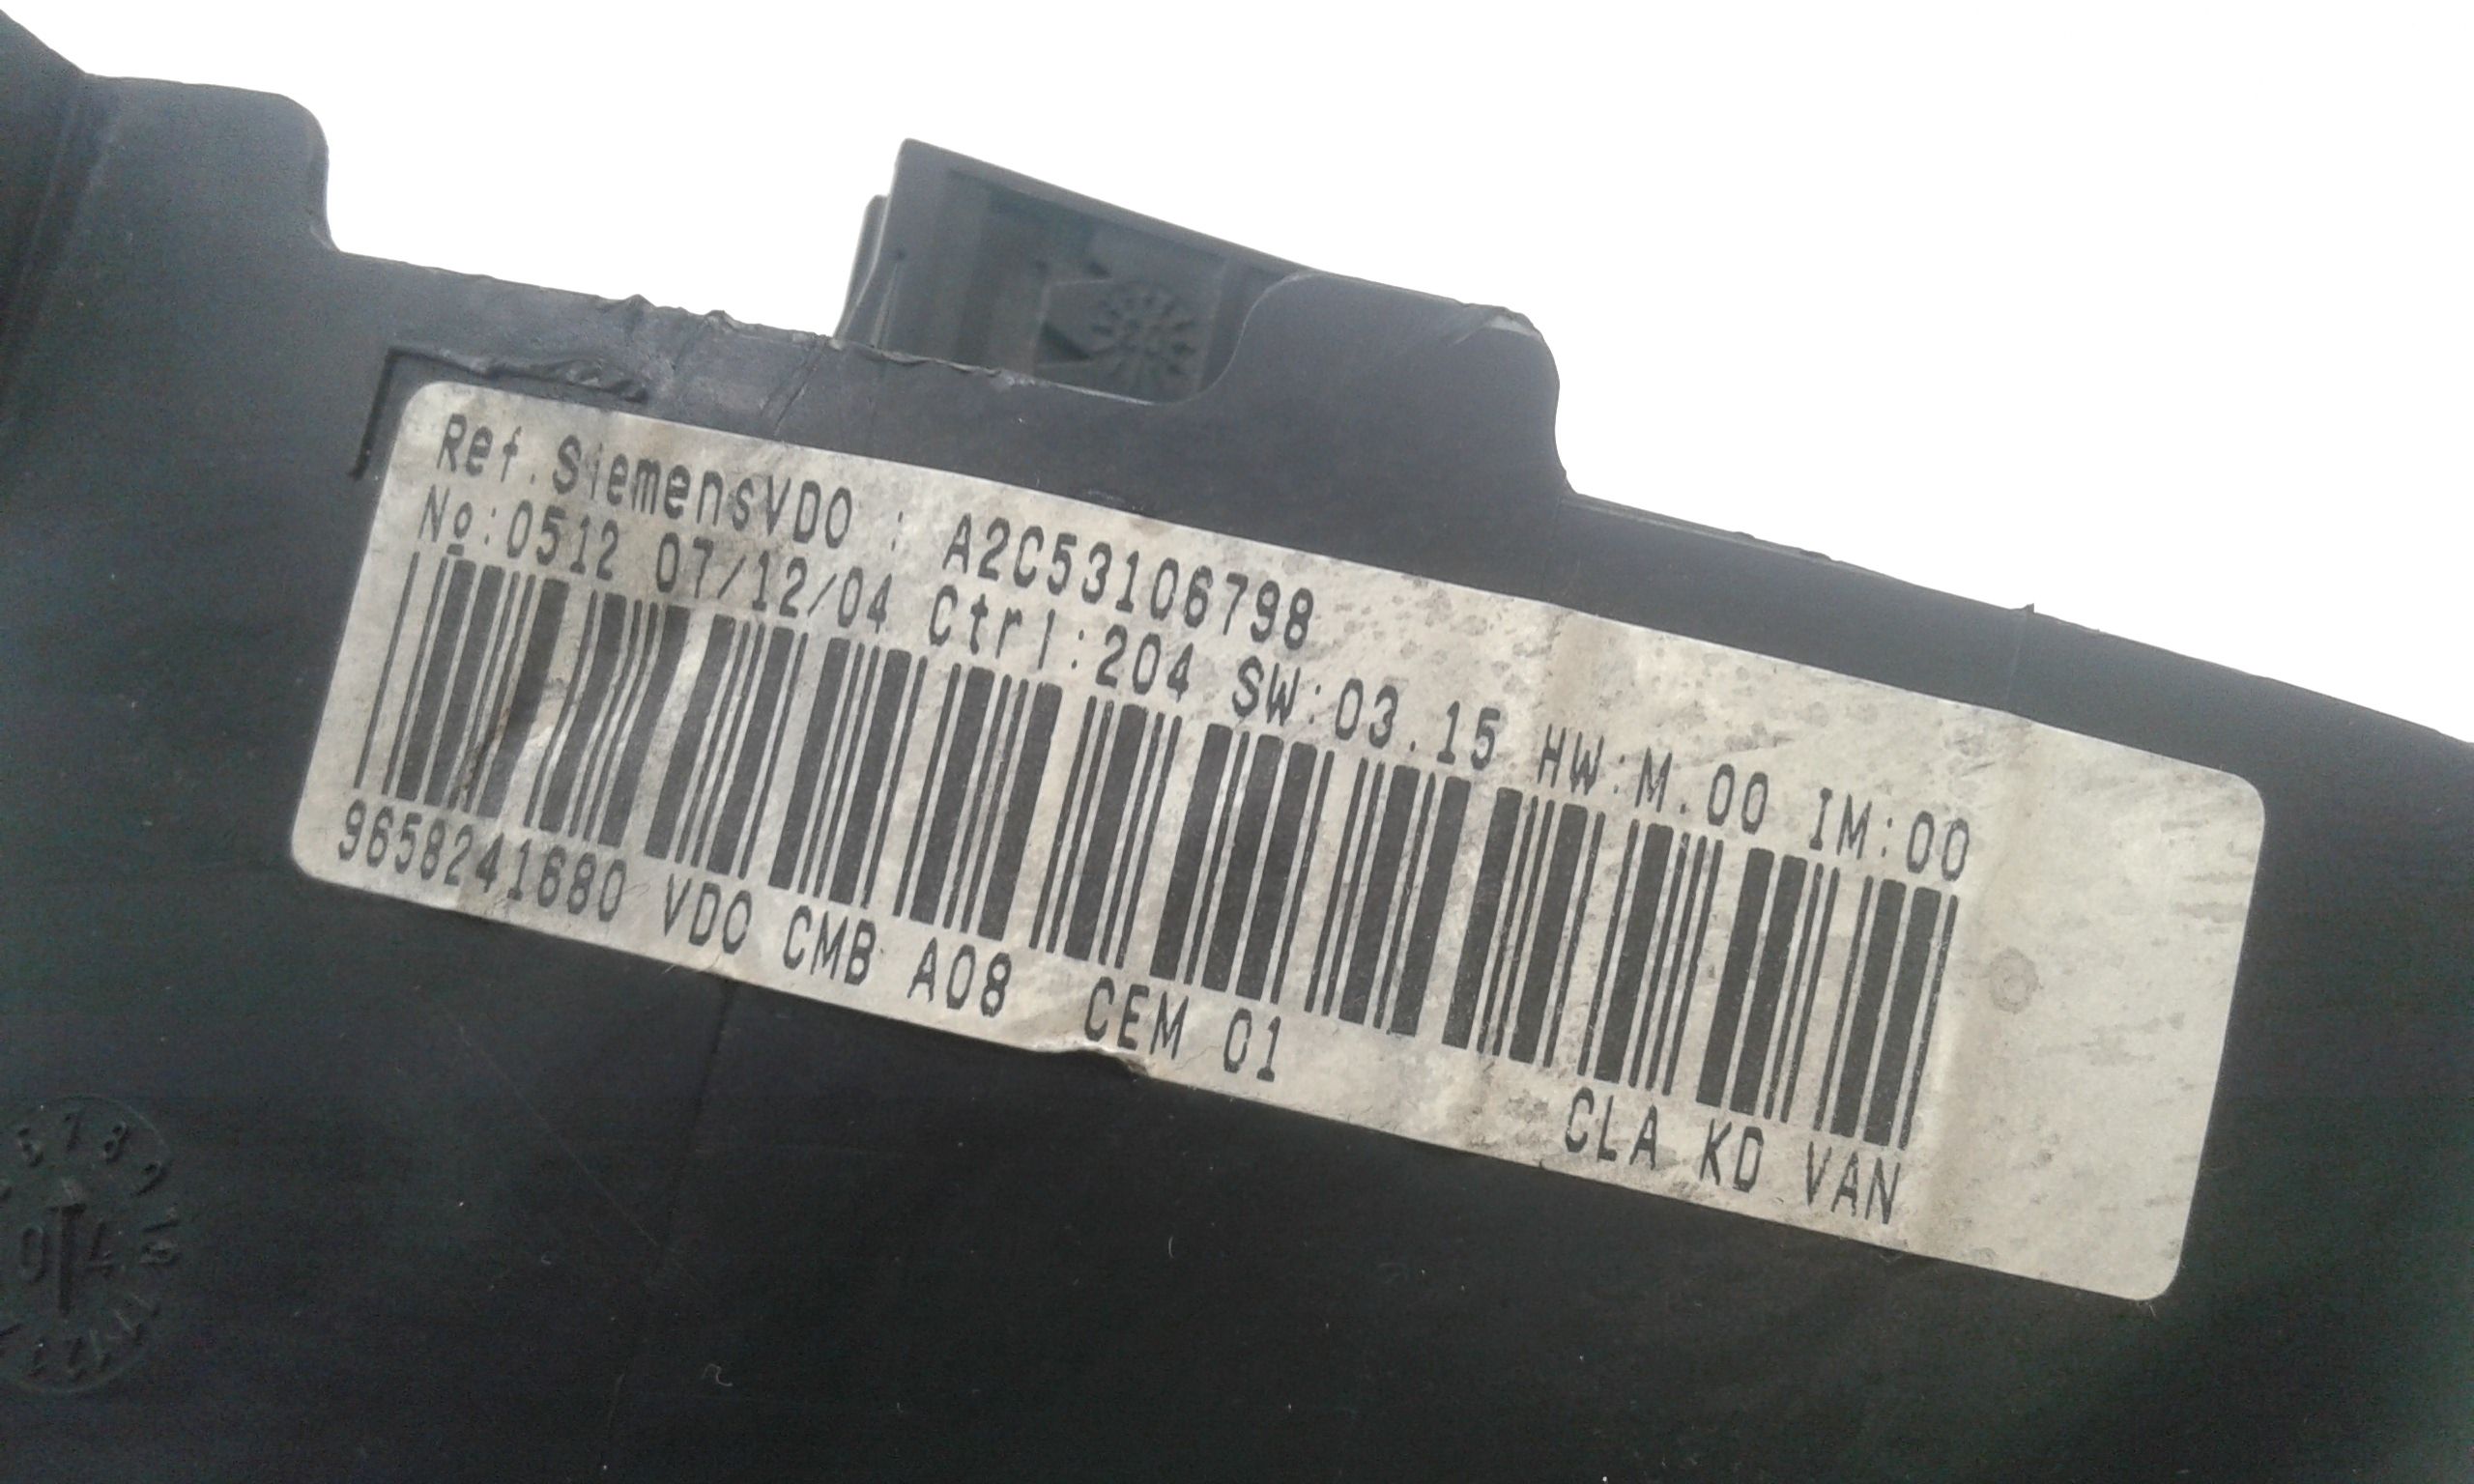 Ref.SiemensVDO : A2C53106798
Nº:0512 07/12/04 Ctrl:204 SW:03.15 HW:M.00 IM:00
9658241680 VDO CMB A08 CEM 01 CLA KD VAN
04